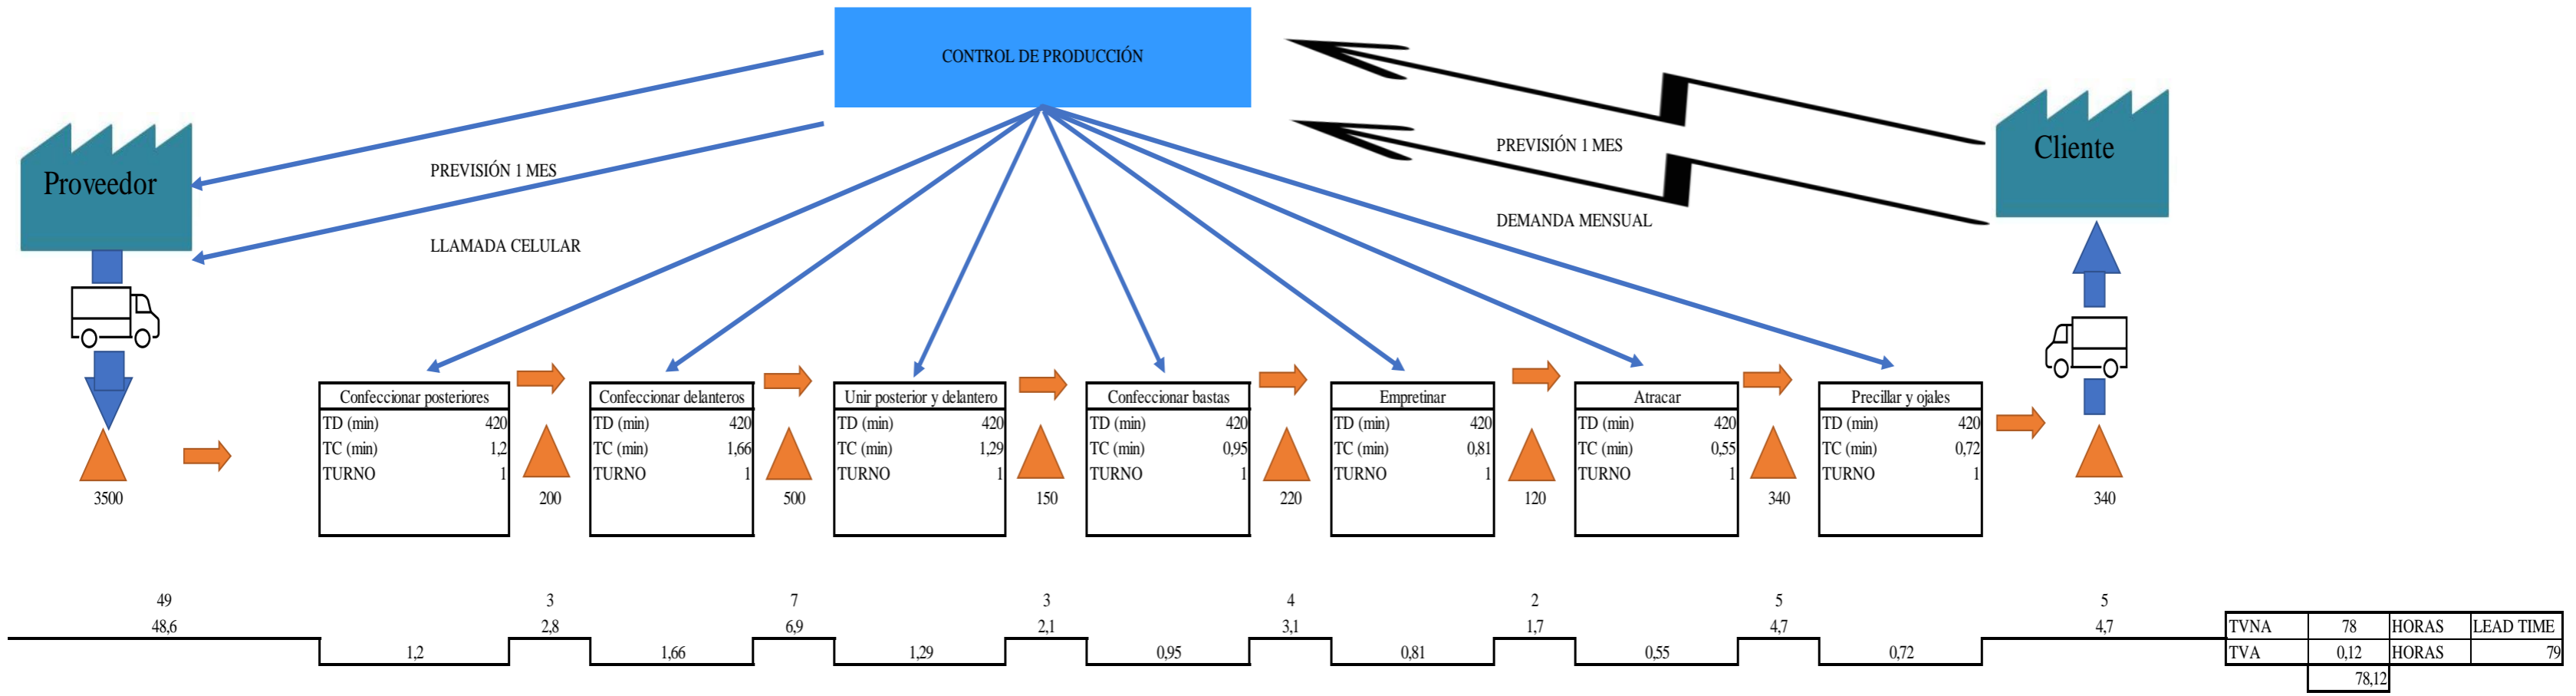 CONTROL DE PRODUCCIÓN
PREVISIÓN 1 MES
Cliente
Proveedor
PREVISIÓN 1 MES
DEMANDA MENSUAL
LLAMADA CELULAR
Confeccionar posteriores
TD (min) 420
TC (min) 1,2
TURNO 1
Confeccionar delanteros
TD (min) 420
TC (min) 1,66
TURNO 1
Unir posterior y delantero
TD (min) 420
TC (min) 1,29
TURNO 1
Confeccionar bastas
TD (min) 420
TC (min) 0,95
TURNO 1
Empretinar
TD (min) 420
TC (min) 0,81
TURNO 1
Atracar
TD (min) 420
TC (min) 0,55
TURNO 1
Precillar y ojales
TD (min) 420
TC (min) 0,72
TURNO 1
3500 200 500 150 220 120 340 340
49 3 7 3 4 2 5 5
48,6 2,8 6,9 2,1 3,1 1,7 4,7 4,7
1,2 1,66 1,29 0,95 0,81 0,55 0,72
TVNA 78 HORAS LEAD TIME
TVA 0,12 HORAS 79
78,12